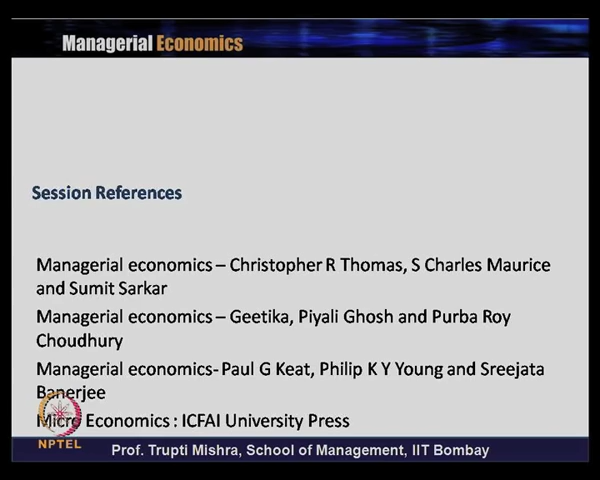 Managerial Economics
Session References
Managerial economics – Christopher R Thomas, S Charles Maurice
and Sumit Sarkar
Managerial economics – Geetika, Piyali Ghosh and Purba Roy
Choudhury
Managerial economics- Paul G Keat, Philip K Y Young and Sreejata
Banerjee
Micro Economics : ICFAI University Press
NPTEL
Prof. Trupti Mishra, School of Management, IIT Bombay